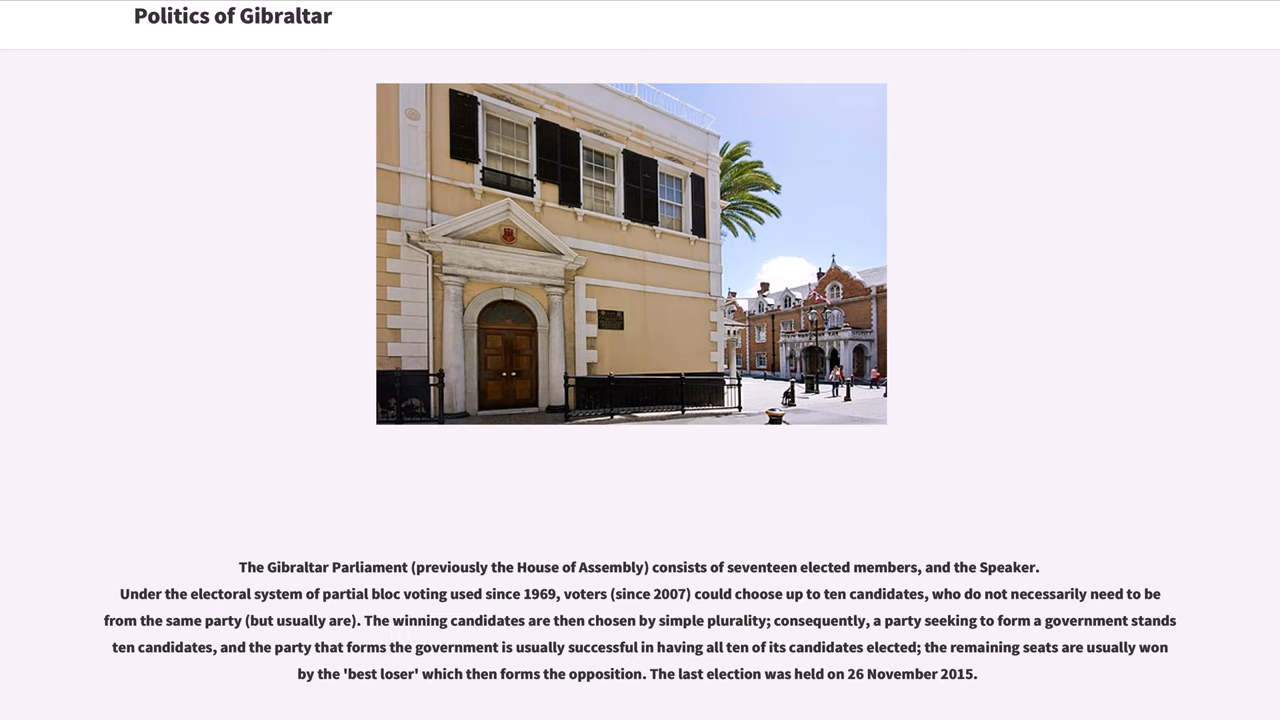 Politics of Gibraltar
The Gibraltar Parliament (previously the House of Assembly) consists of seventeen elected members, and the Speaker.
Under the electoral system of partial bloc voting used since 1969, voters (since 2007) could choose up to ten candidates, who do not necessarily need to be
from the same party (but usually are). The winning candidates are then chosen by simple plurality; consequently, a party seeking to form a government stands
ten candidates, and the party that forms the government is usually successful in having all ten of its candidates elected; the remaining seats are usually won
by the 'best loser' which then forms the opposition. The last election was held on 26 November 2015.